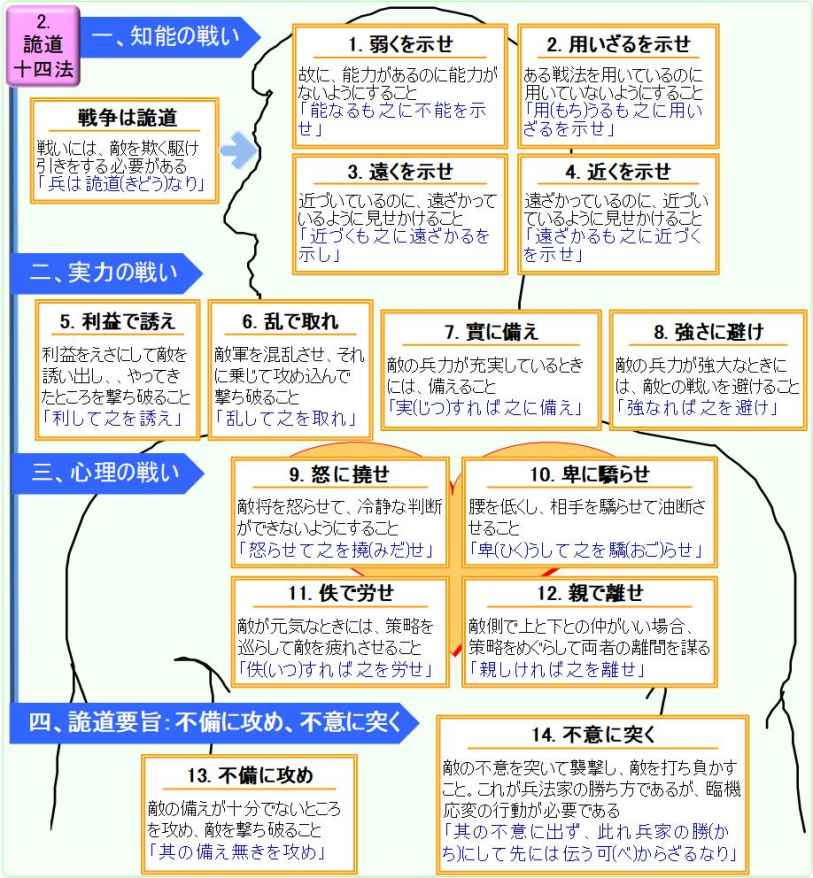 2.
詭道
十四法
一、知能の戦い
戦争は詭道
戦いには、敵を欺く駆け
引きをする必要がある
「兵は詭道(きどう)なり」
1. 弱くを示せ
故に、能力があるのに能力が
ないようにすること
「能なるも之に不能を示
せ」
2. 用いざるを示せ
ある戦法を用いているのに
用いていないようにすること
「用(もち)うるも之に用い
ざるを示せ」
3. 遠くを示せ
近づいているのに、遠ざかって
いるように見せかけること
「近づくも之に遠ざかるを
示し」
4. 近くを示せ
遠ざかっているのに、近づい
ているように見せかけること
「遠ざかるも之に近づく
を示せ」
二、実力の戦い
5. 利益で誘え
利益をえさにして敵を
誘い出し、、やってき
たところを撃ち破ること
「利して之を誘え」
6. 乱で取れ
敵軍を混乱させ、それ
に乗じて攻め込んで
撃ち破ること
「乱して之を取れ」
7. 實に備え
敵の兵力が充実しているとき
には、備えること
「実(じつ)すれば之に備え」
8. 強さに避け
敵の兵力が強大なときに
は、敵との戦いを避けること
「強なれば之を避け」
三、心理の戦い
9. 怒に撓せ
敵将を怒らせて、冷静な判断
ができないようにすること
「怒らせて之を撓(みだ)せ」
10. 卑に驕らせ
腰を低くし、相手を驕らせて油断さ
せること
「卑(ひく)うして之を驕(おご)らせ」
11. 佚で労せ
敵が元気なときには、策略を
巡らして敵を疲れさせること
「佚(いつ)すれば之を労せ」
12. 親で離せ
敵側で上と下との仲がいい場合、
策略をめぐらして両者の離間を謀る
「親しければ之を離せ」
四、詭道要旨:不備に攻め、不意に突く
13. 不備に攻め
敵の備えが十分でないところ
を攻め、敵を撃ち破ること
「其の備え無きを攻め」
14. 不意に突く
敵の不意を突いて襲撃し、敵を打ち負かす
こと。これが兵法家の勝ち方であるが、臨機
応変の行動が必要である
「其の不意に出ず、此れ兵家の勝(か
ち)にして先には伝う可(べ)からざるなり」